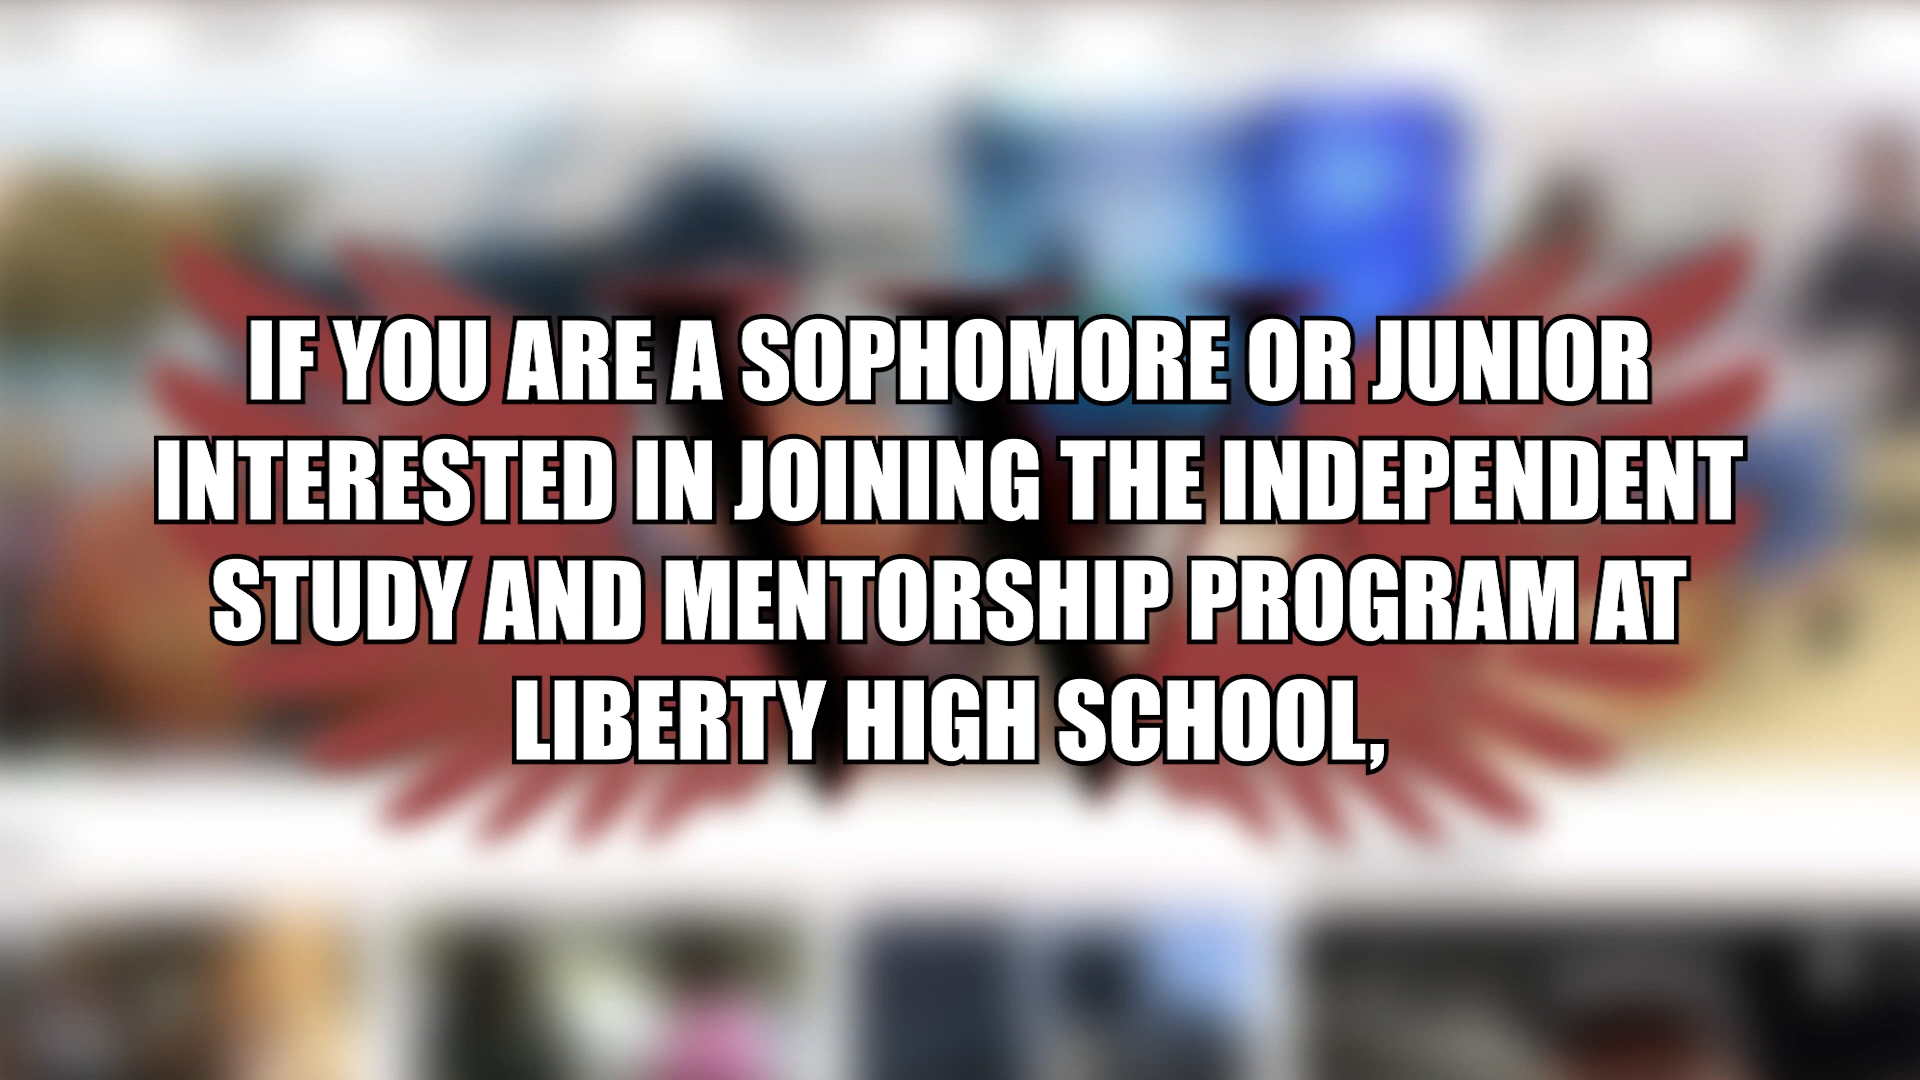 IF YOU ARE A SOPHOMORE OR JUNIOR
INTERESTED IN JOINING THE INDEPENDENT
STUDY AND MENTORSHIP PROGRAM AT
LIBERTY HIGH SCHOOL,